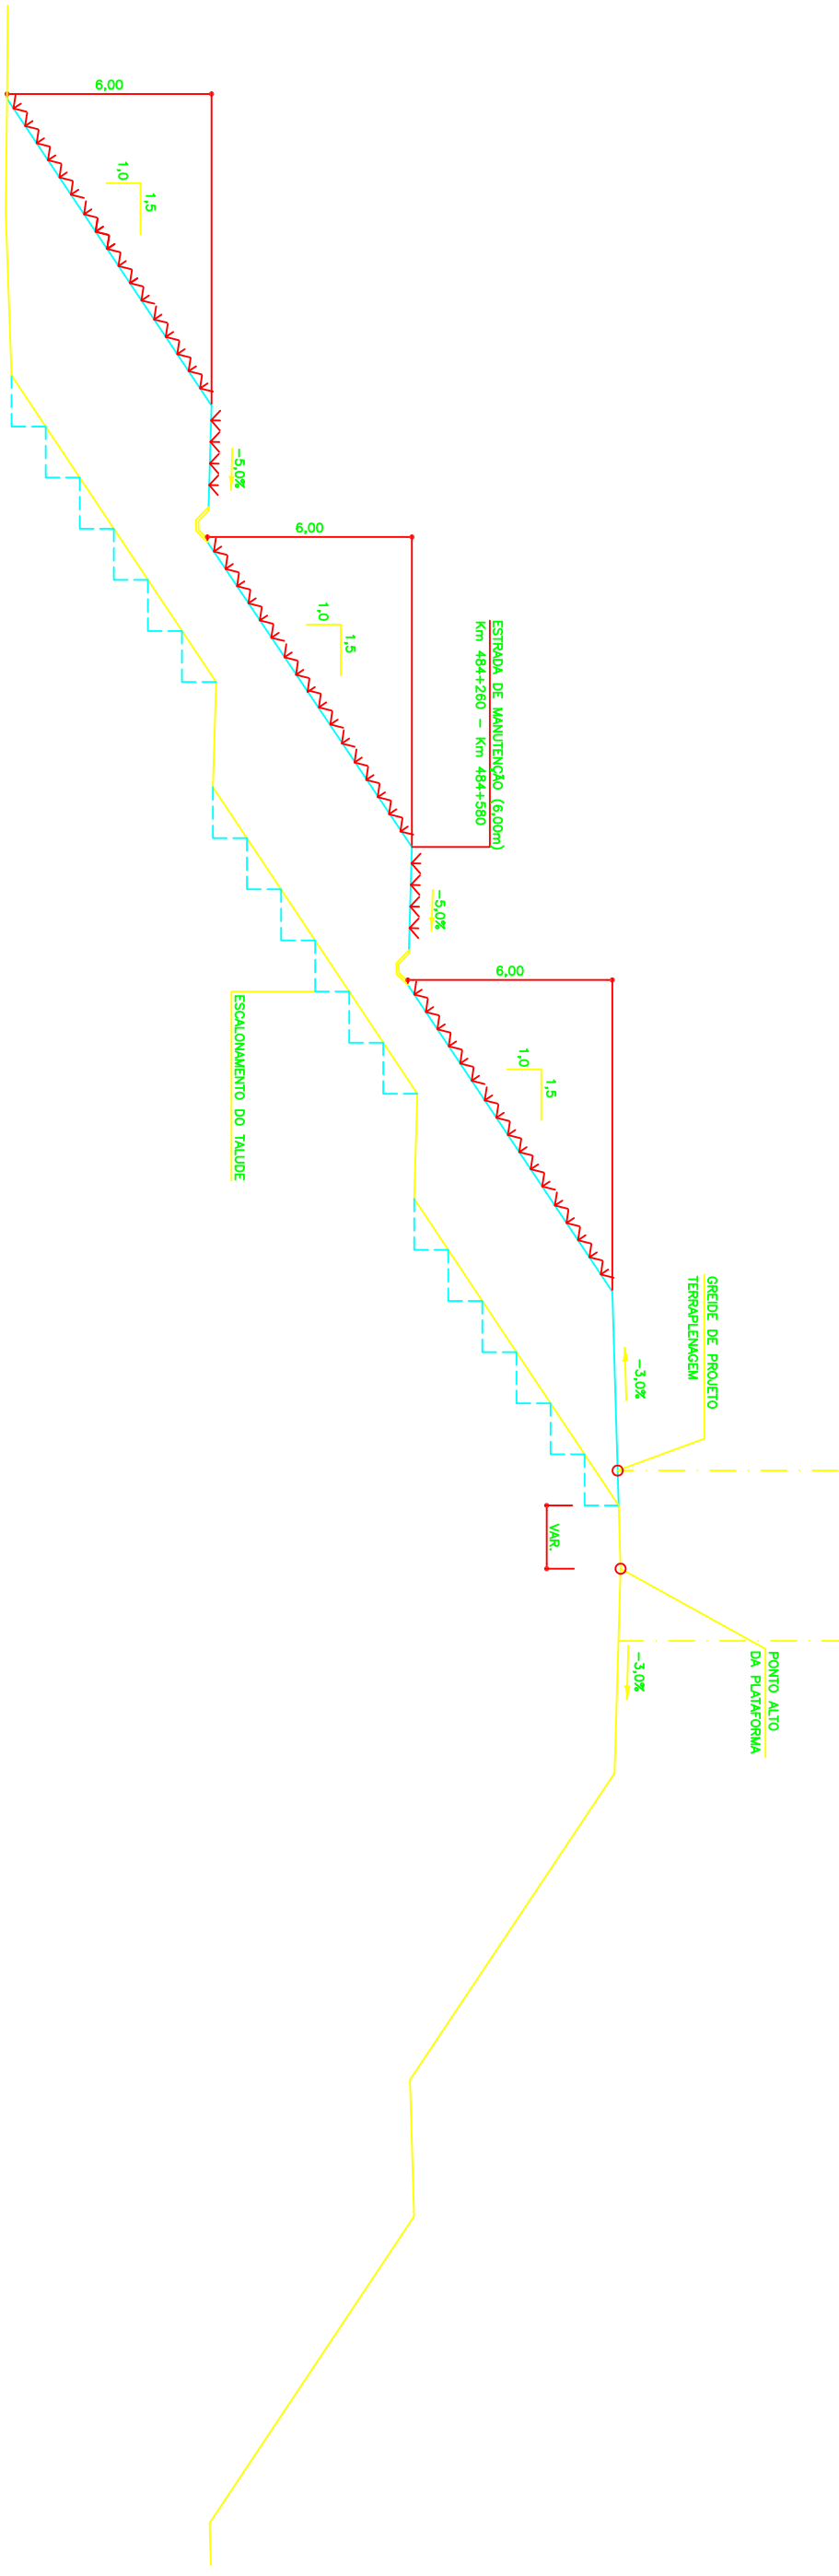 6,00
1,0
1,5
-5,0%
6,00
1,0
1,5
ESTRADA DE MANUTENÇÃO (6,00m)
Km 484+260 - Km 484+580
-5,0%
6,00
1,0
1,5
ESCALONAMENTO DO TALUDE
GREIDE DE PROJETO
TERRAPLENAGEM
-3,0%
VAR.
-3,0%
PONTO ALTO
DA PLATAFORMA